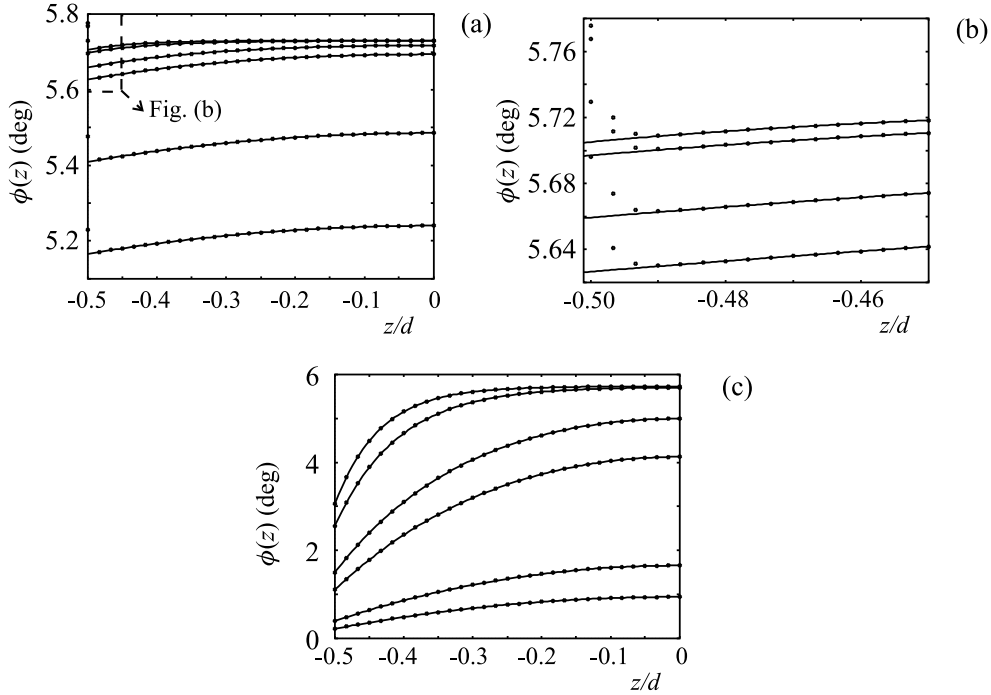 (a)
5.8
5.6
5.4
5.2
ϕ(z) (deg)
Fig. (b)
-0.5 -0.4 -0.3 -0.2 -0.1 0
z/d
(b)
5.76
5.72
5.68
5.64
ϕ(z) (deg)
-0.50 -0.48 -0.46
z/d
(c)
6
4
2
0
ϕ(z) (deg)
-0.5 -0.4 -0.3 -0.2 -0.1 0
z/d